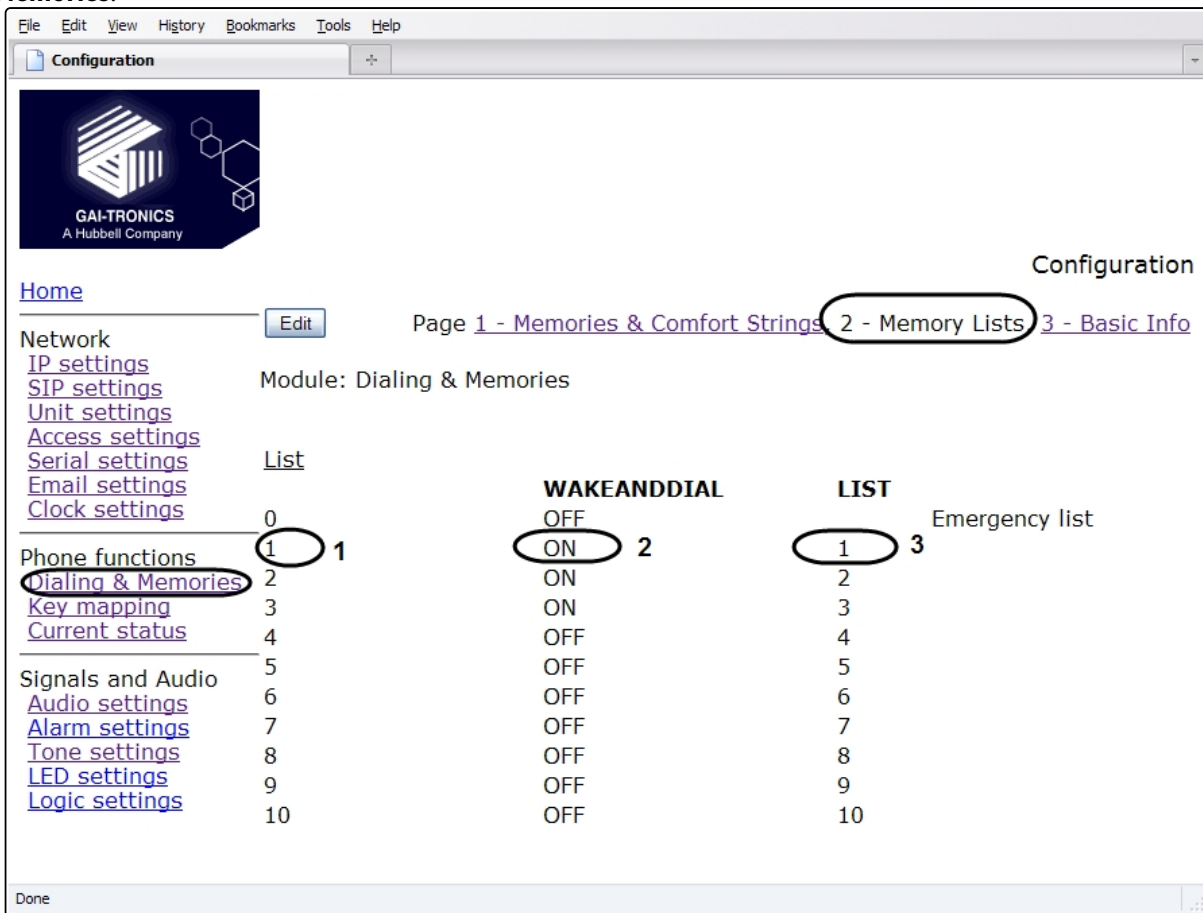 File Edit View History Bookmarks Tools Help
Configuration
GAI-TRONICS
A Hubbell Company
Configuration
Home
Edit Page 1 - Memories & Comfort Strings, 2 - Memory Lists, 3 - Basic Info
Module: Dialing & Memories
Network
IP settings
SIP settings
Unit settings
Access settings
Serial settings
Email settings
Clock settings
Phone functions
Dialing & Memories
Key mapping
Current status
Signals and Audio
Audio settings
Alarm settings
Tone settings
LED settings
Logic settings
List
WAKEANDDIAL LIST
0 OFF Emergency list
1 1 ON 2 1 3
2 ON 2
3 ON 3
4 OFF 4
5 OFF 5
6 OFF 6
7 OFF 7
8 OFF 8
9 OFF 9
10 OFF 10
Done